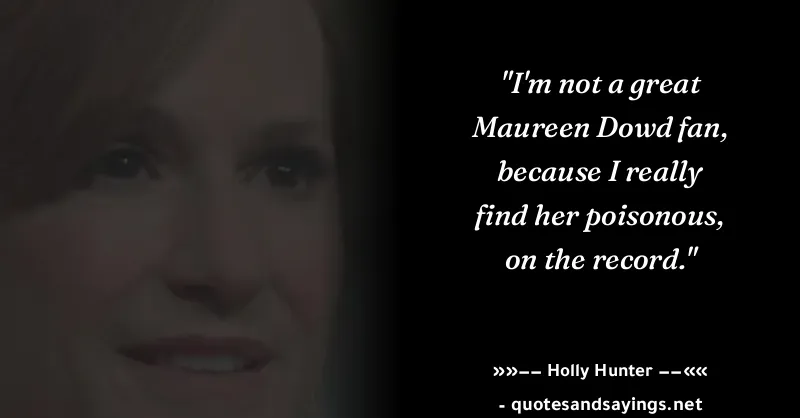 "I'm not a great
Maureen Dowd fan,
because I really
find her poisonous,
on the record."
»»―― Holly Hunter ――««
- quotesandsayings.net